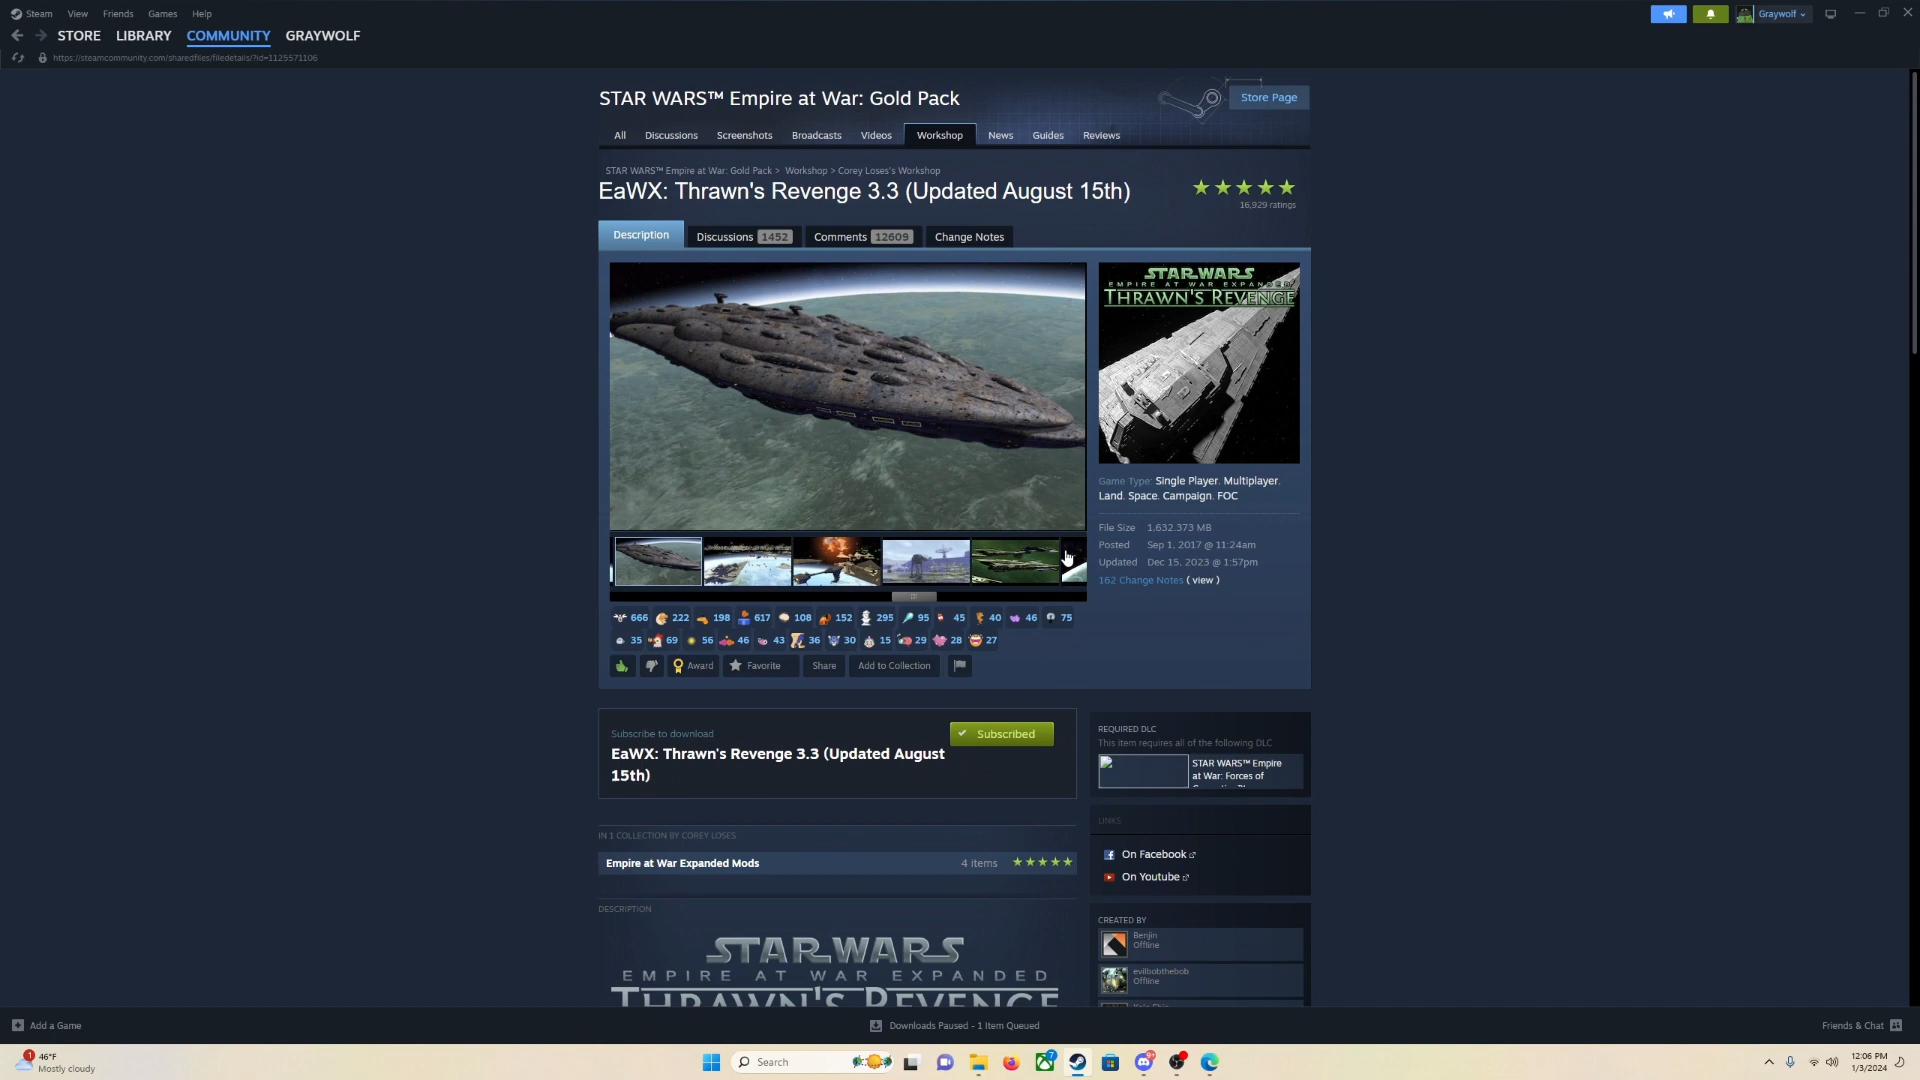 Steam View Friends Games Help
Graywolf
STORE LIBRARY COMMUNITY GRAYWOLF
https://steamcommunity.com/sharedfiles/filedetails/?id=1125571106
STAR WARS™ Empire at War: Gold Pack
Store Page
All Discussions Screenshots Broadcasts Videos Workshop News Guides Reviews
STAR WARS™ Empire at War: Gold Pack > Workshop > Corey Loses's Workshop
EaWX: Thrawn's Revenge 3.3 (Updated August 15th)
16,929 ratings
Description Discussions 1452 Comments 12609 Change Notes
STAR WARS
EMPIRE AT WAR EXPANDED
THRAWN'S REVENGE
Game Type: Single Player, Multiplayer,
Land, Space, Campaign, FOC
File Size 1,632.373 MB
Posted Sep 1, 2017 @ 11:24am
Updated Dec 15, 2023 @ 1:57pm
162 Change Notes ( view )
666 222 198 617 108 152 295 95 45 40 46 75
35 69 56 46 43 36 30 15 29 28 27
Award Favorite Share Add to Collection
Subscribe to download
EaWX: Thrawn's Revenge 3.3 (Updated August
15th)
Subscribed
REQUIRED DLC
This item requires all of the following DLC
STAR WARS™ Empire
at War: Forces of
LINKS
On Facebook
On Youtube
IN 1 COLLECTION BY COREY LOSES
Empire at War Expanded Mods 4 items
DESCRIPTION
STAR WARS
EMPIRE AT WAR EXPANDED
THRAWN'S REVENGE
CREATED BY
Benjin
Offline
evilbobthebob
Offline
Add a Game
Downloads Paused - 1 Item Queued
Friends & Chat
1
46°F
Mostly cloudy
Search
7
9+
12:06 PM
1/3/2024